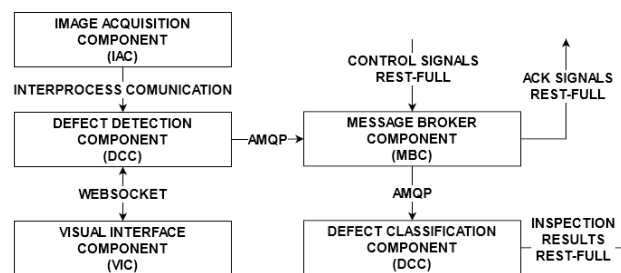 IMAGE ACQUISITION
COMPONENT
(IAC)
INTERPROCESS COMUNICATION
DEFECT DETECTION
COMPONENT
(DCC)
WEBSOCKET
VISUAL INTERFACE
COMPONENT
(VIC)
AMQP
CONTROL SIGNALS
REST-FULL
MESSAGE BROKER
COMPONENT
(MBC)
AMQP
DEFECT CLASSIFICATION
COMPONENT
(DCC)
ACK SIGNALS
REST-FULL
INSPECTION
RESULTS
REST-FULL